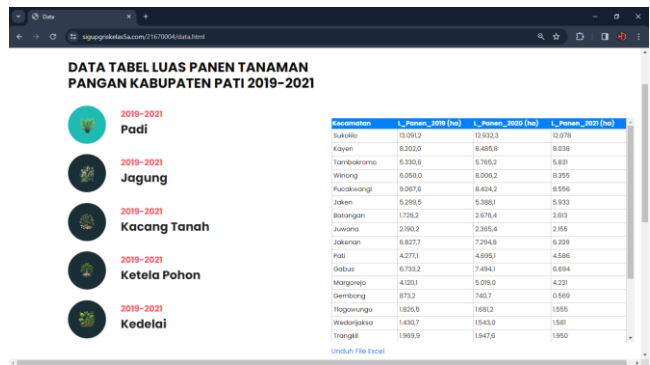 Data
sigupgriskelas5a.com/21670004/data.html
DATA TABEL LUAS PANEN TANAMAN
PANGAN KABUPATEN PATI 2019-2021
2019-2021
Padi
2019-2021
Jagung
2019-2021
Kacang Tanah
2019-2021
Ketela Pohon
2019-2021
Kedelai
Kecamatan L_Panen_2019 (ha) L_Panen_2020 (ha) L_Panen_2021 (ha)
Sukolilo 13.091,2 12.932,3 12.078
Kayen 8.202,0 8.485,8 8.038
Tambakromo 5.330,6 5.765,2 5.831
Winong 6.050,0 8.006,2 8.355
Pucakwangi 9.067,6 8.424,2 8.556
Jaken 5.299,5 5.388,1 5.933
Batangan 1.726,2 2.676,4 2.613
Juwana 2.190,2 2.365,4 2.155
Jakenan 6.827,7 7.294,8 6.209
Pati 4.277,1 4.695,1 4.586
Gabus 6.733,2 7.494,1 6.694
Margorejo 4.120,1 5.019,0 4.231
Gembong 873,2 740,7 0.569
Tlogowungu 1.826,5 1.681,2 1.555
Wedarijaksa 1.430,7 1.543,0 1.581
Trangkil 1.969,9 1.947,6 1.950
Unduh File Excel